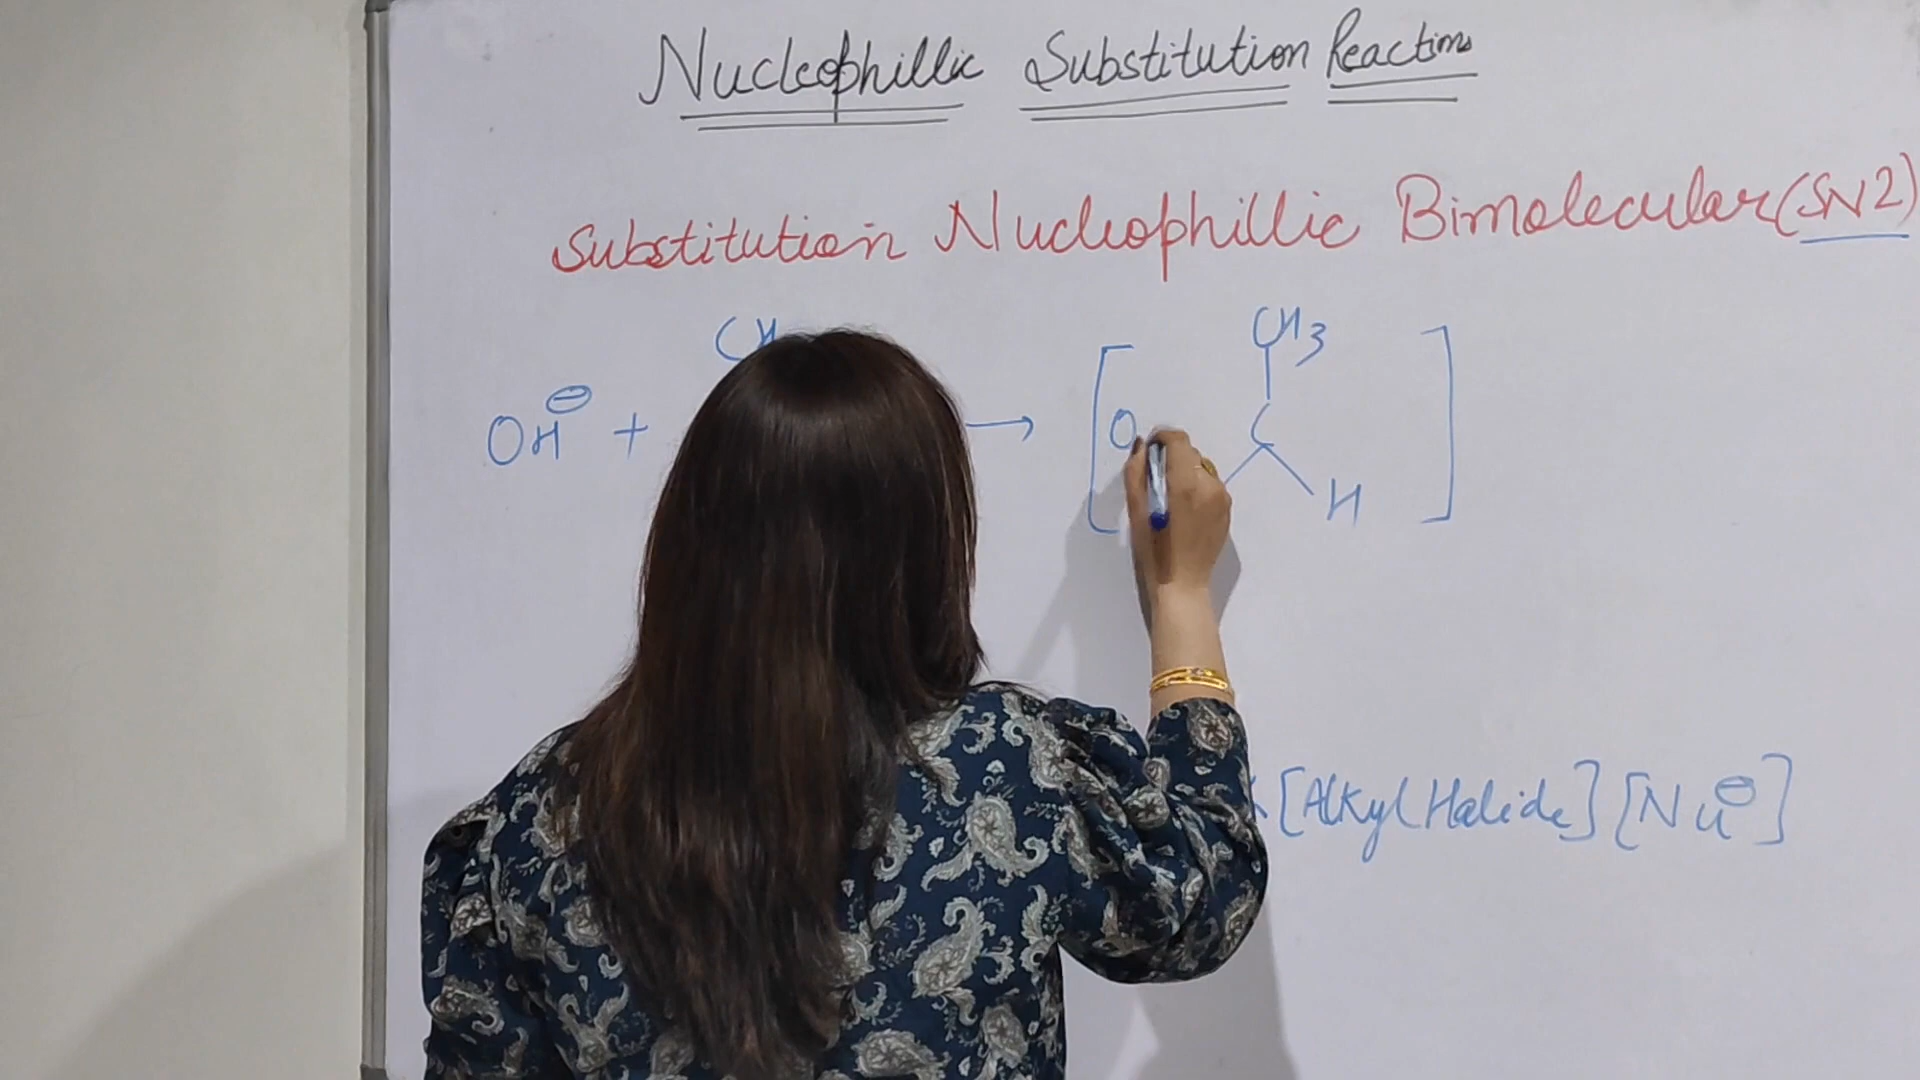 Nucleophillic Substitution Reactions
Substitution Nucleophillic Bimolecular (SN2)
CH3
OH⊖ + → [O C ]
H
[Alkyl Halide] [Nu⊖]